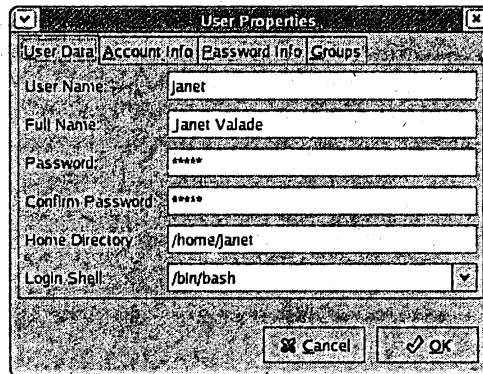 User Properties
User Data Account Info Password Info Groups
User Name: Janet
Full Name: Janet Valade
Password: *****
Confirm Password: *****
Home Directory: /home/janet
Login Shell: /bin/bash
Cancel OK